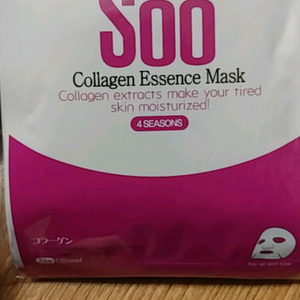 Soo
Collagen Essence Mask
Collagen extracts make your tired
skin moisturized!
4 SEASONS
コラーゲン